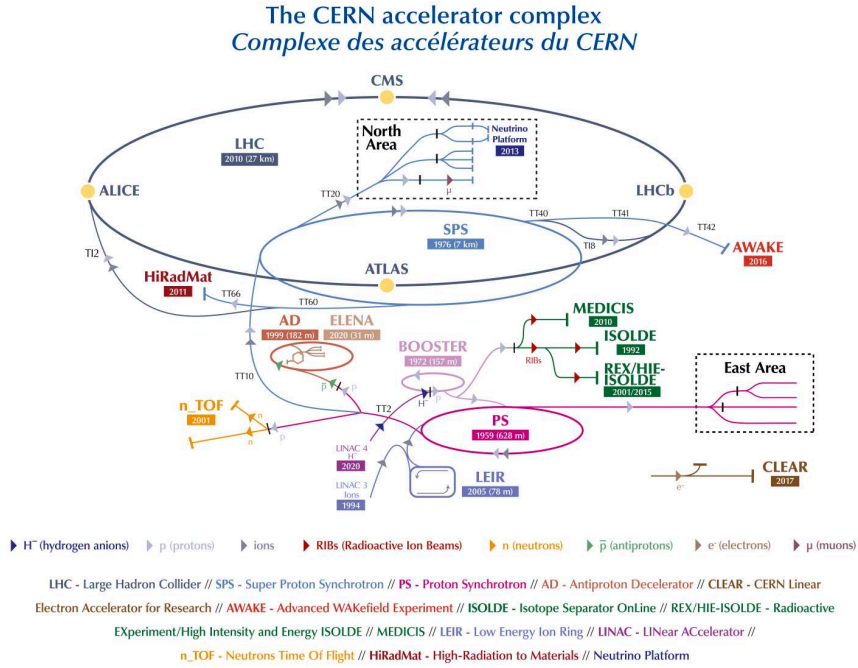 The CERN accelerator complex
Complexe des accélérateurs du CERN
CMS
North
Area
Neutrino
Platform
2013
LHC
2010 (27 km)
μ
ALICE
LHCb
TT20
TT40
TT41
SPS
1976 (7 km)
TT42
TI8
AWAKE
2016
TI2
ATLAS
HiRadMat
2011
TT66
TT60
MEDICIS
2010
AD
1999 (182 m)
ELENA
2020 (31 m)
BOOSTER
1972 (157 m)
ISOLDE
1992
RIBs
REX/HIE-
ISOLDE
2001/2015
East Area
TT10
p̅
p
H⁻
p
n_TOF
2001
n
n
p
TT2
PS
1959 (628 m)
LINAC 4
H⁻
2020
LINAC 3
Ions
1994
LEIR
2005 (78 m)
CLEAR
2017
e⁻
H⁻ (hydrogen anions) p (protons) ions RIBs (Radioactive Ion Beams) n (neutrons) p̅ (antiprotons) e⁻ (electrons) μ (muons)
LHC - Large Hadron Collider // SPS - Super Proton Synchrotron // PS - Proton Synchrotron // AD - Antiproton Decelerator // CLEAR - CERN Linear
Electron Accelerator for Research // AWAKE - Advanced WAKefield Experiment // ISOLDE - Isotope Separator OnLine // REX/HIE-ISOLDE - Radioactive
EXperiment/High Intensity and Energy ISOLDE // MEDICIS // LEIR - Low Energy Ion Ring // LINAC - LINear ACcelerator //
n_TOF - Neutrons Time Of Flight // HiRadMat - High-Radiation to Materials // Neutrino Platform